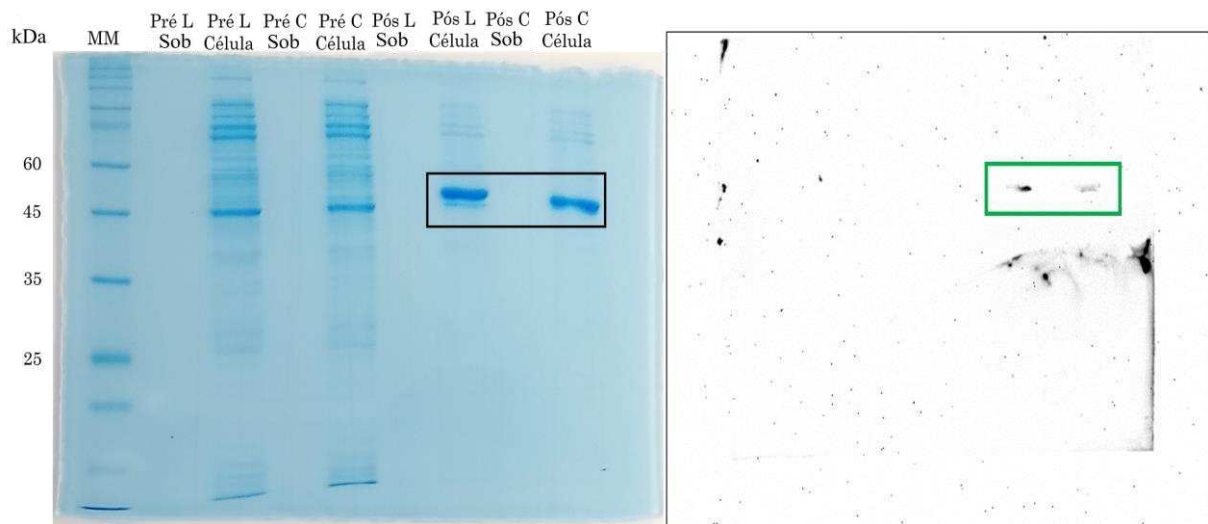 kDa
MM
Pré L Sob
Pré L Célula
Pré C Sob
Pré C Célula
Pós L Sob
Pós L Célula
Pós C Sob
Pós C Célula
60
45
35
25